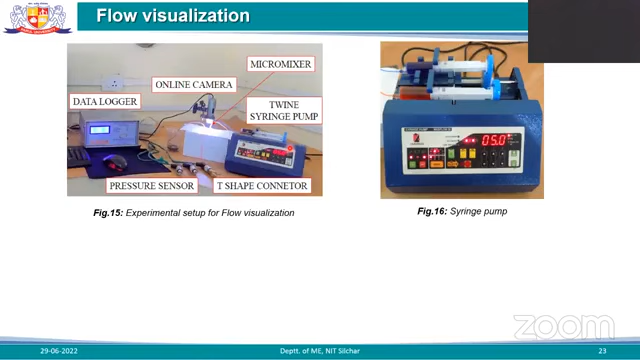 Flow visualization
MICROMIXER
ONLINE CAMERA
DATA LOGGER
TWINE
SYRINGE PUMP
PRESSURE SENSOR
T SHAPE CONNETOR
05.0
Fig.15: Experimental setup for Flow visualization
Fig.16: Syringe pump
zoom
29-06-2022
Deptt. of ME, NIT Silchar
23